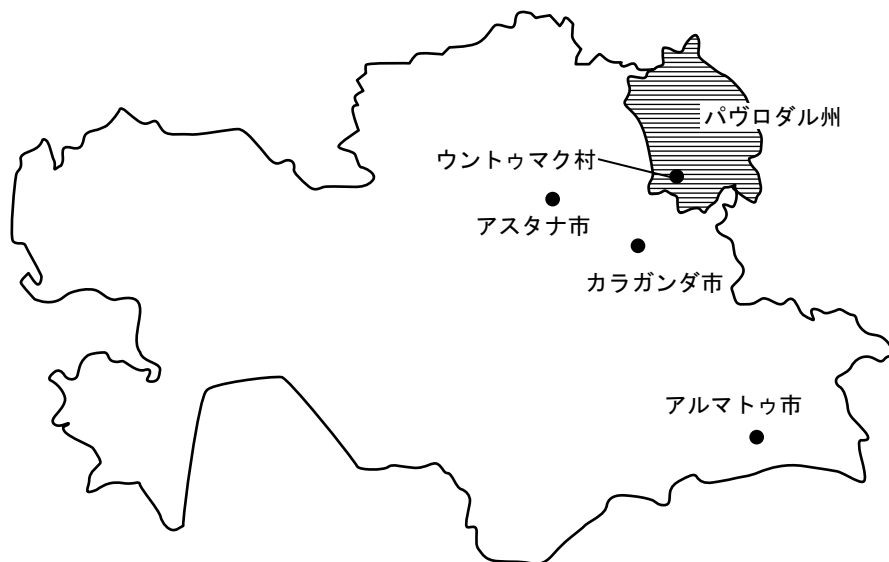 パヴロダル州
ウントゥマク村
アスタナ市
カラガンダ市
アルマトゥ市